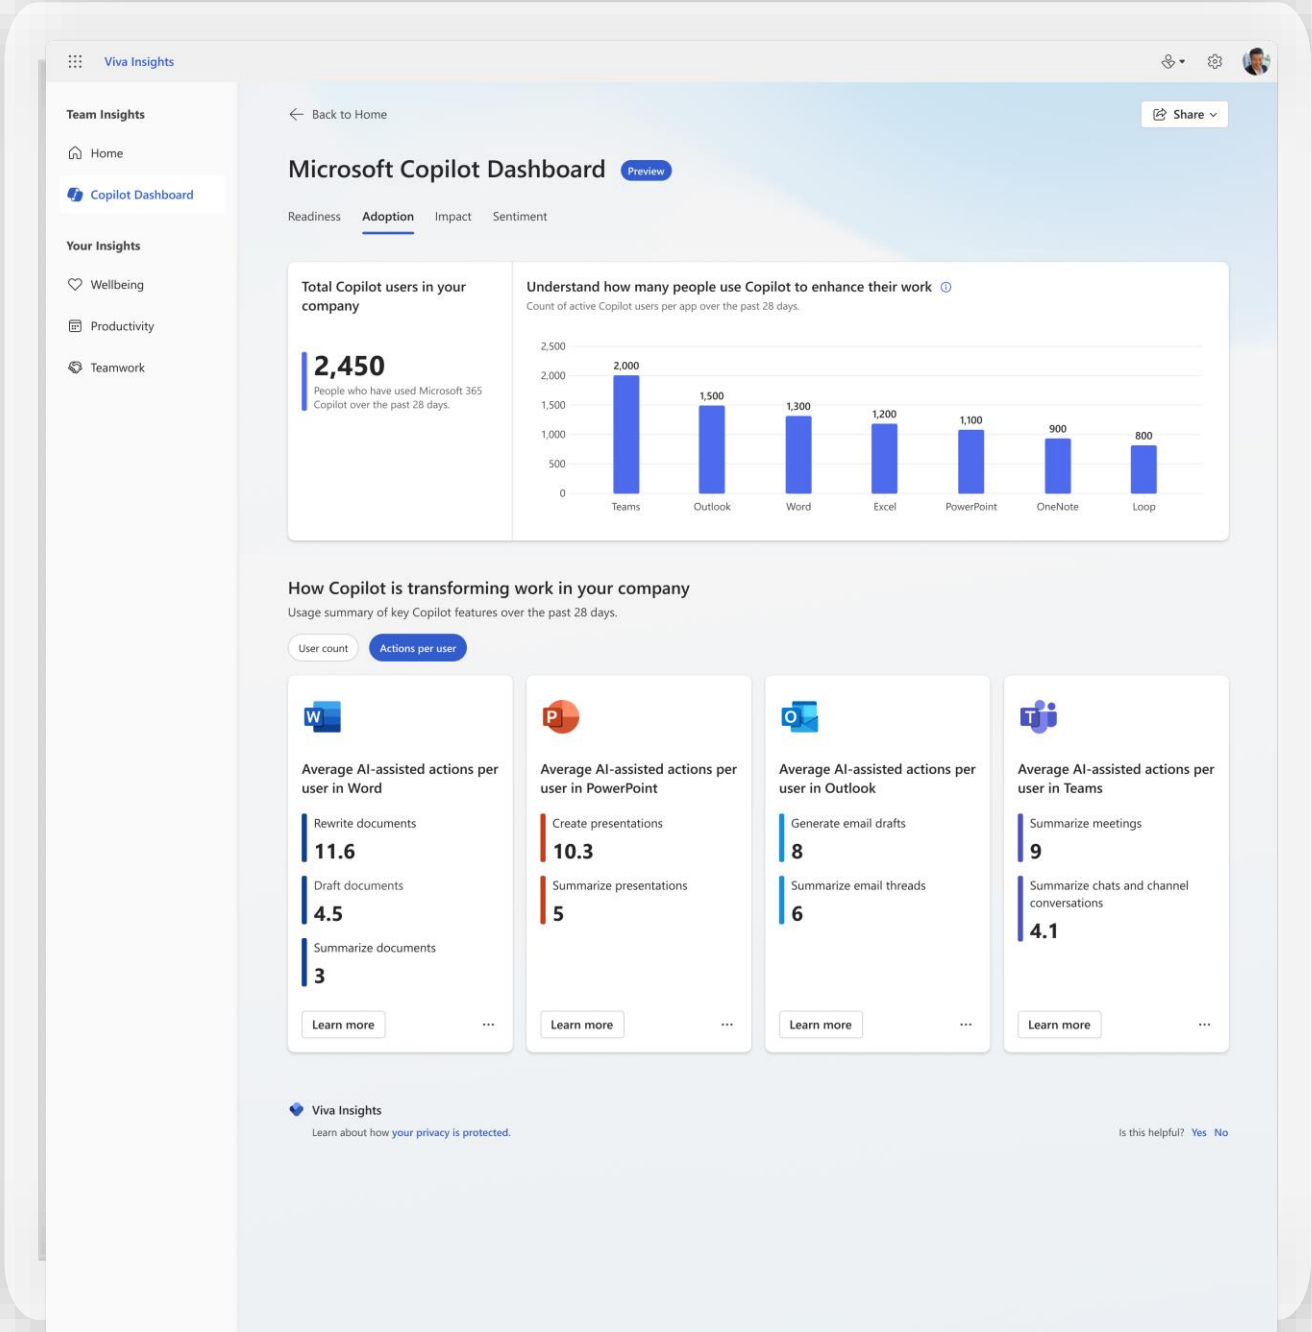 Viva Insights
Team Insights
Home
Copilot Dashboard
Your Insights
Wellbeing
Productivity
Teamwork
Back to Home
Share
Microsoft Copilot Dashboard
Preview
Readiness
Adoption
Impact
Sentiment
Total Copilot users in your
company
2,450
People who have used Microsoft 365
Copilot over the past 28 days.
Understand how many people use Copilot to enhance their work
Count of active Copilot users per app over the past 28 days.
2,500
2,000
1,500
1,000
500
0
2,000
1,500
1,300
1,200
1,100
900
800
Teams
Outlook
Word
Excel
PowerPoint
OneNote
Loop
How Copilot is transforming work in your company
Usage summary of key Copilot features over the past 28 days.
User count
Actions per user
W
Average AI-assisted actions per
user in Word
Rewrite documents
11.6
Draft documents
4.5
Summarize documents
3
Learn more
P
Average AI-assisted actions per
user in PowerPoint
Create presentations
10.3
Summarize presentations
5
Learn more
O
Average AI-assisted actions per
user in Outlook
Generate email drafts
8
Summarize email threads
6
Learn more
T
Average AI-assisted actions per
user in Teams
Summarize meetings
9
Summarize chats and channel
conversations
4.1
Learn more
Viva Insights
Learn about how your privacy is protected.
Is this helpful? Yes No